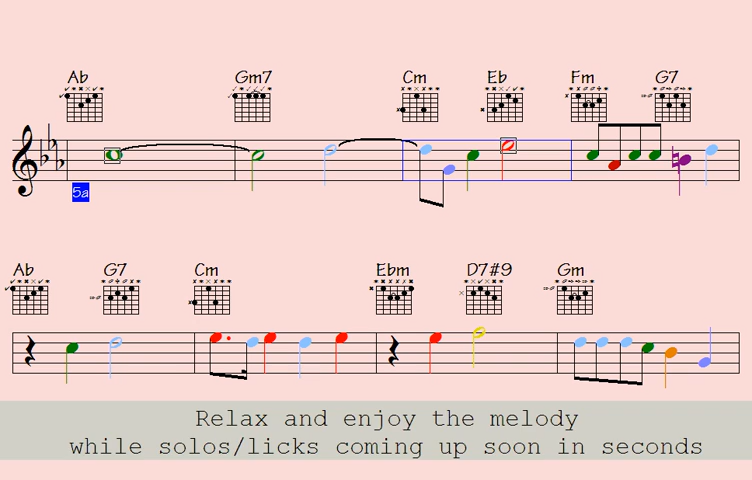 Ab Gm7 Cm Eb Fm G7
5a
Ab G7 Cm Ebm D7#9 Gm
Relax and enjoy the melody
while solos/licks coming up soon in seconds